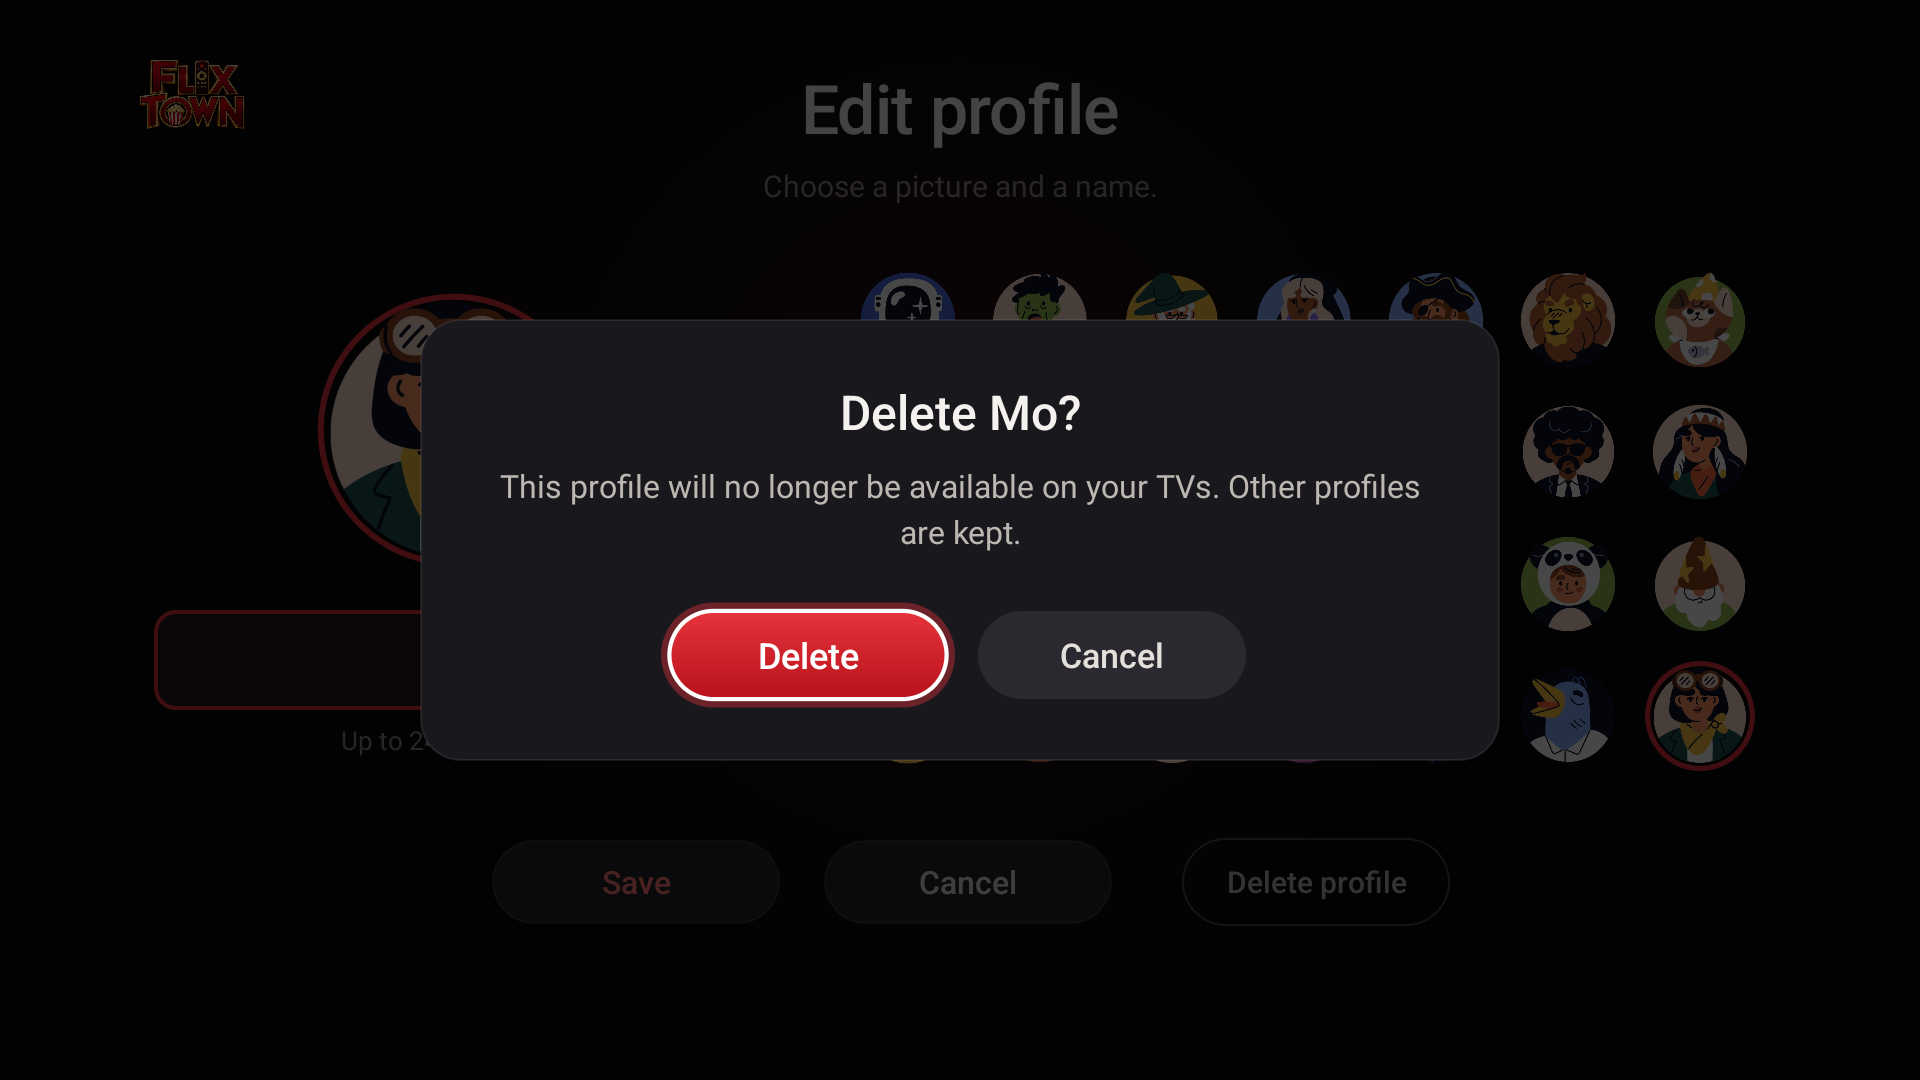 FLIX
TOWN
Edit profile
Choose a picture and a name.
Delete Mo?
This profile will no longer be available on your TVs. Other profiles
are kept.
Delete
Cancel
Up to
Save
Cancel
Delete profile